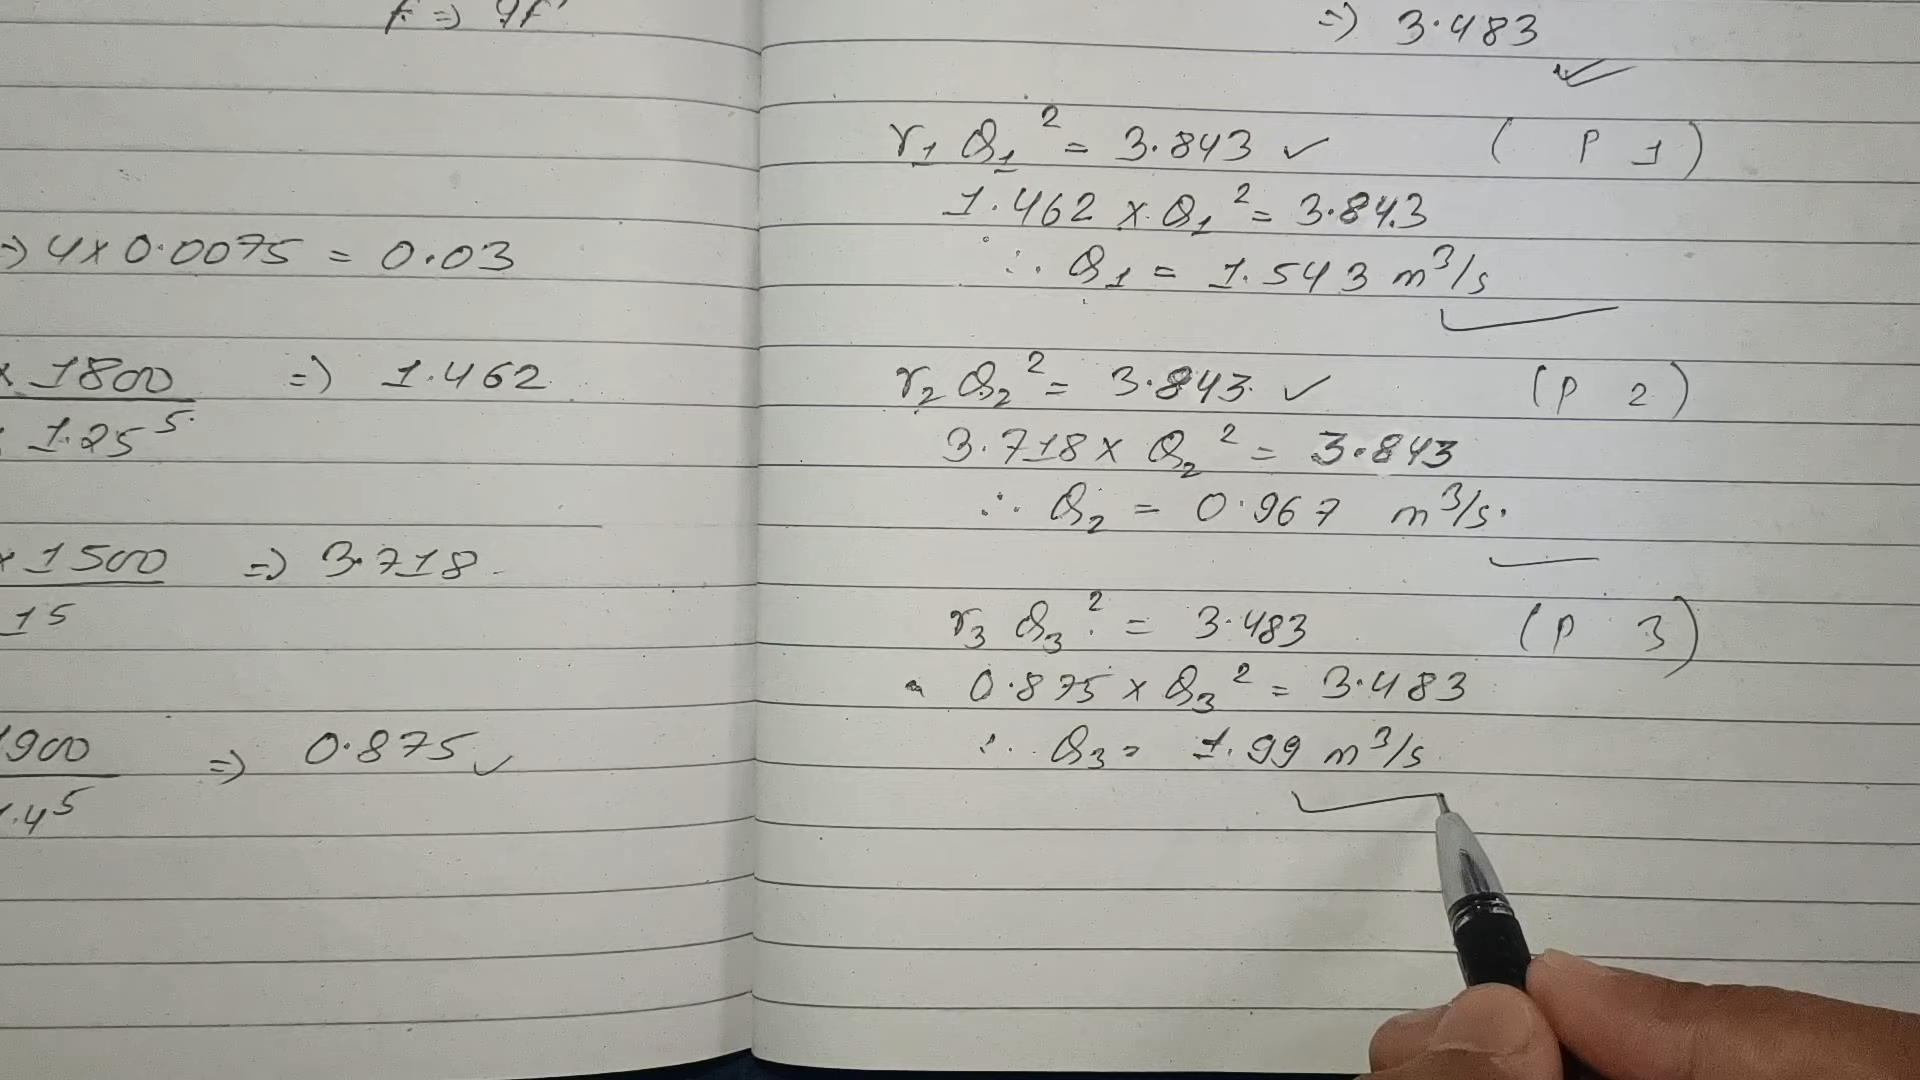 f => 4f'
=> 4 x 0.0075 = 0.03
x 1800 => 1.462
1.25⁵
x 1500 => 3.718
1⁵
1900 => 0.875 ✓
1.4⁵
=> 3.483
r₁ Q₁² = 3.843 ✓ ( P 1 )
1.462 x Q₁² = 3.843
∴ Q₁ = 1.543 m³/s
r₂ Q₂² = 3.843 ✓ ( P 2 )
3.718 x Q₂² = 3.843
∴ Q₂ = 0.967 m³/s.
r₃ Q₃² = 3.483 ( P 3 )
0.875 x Q₃² = 3.483
∴ Q₃ = 1.99 m³/s